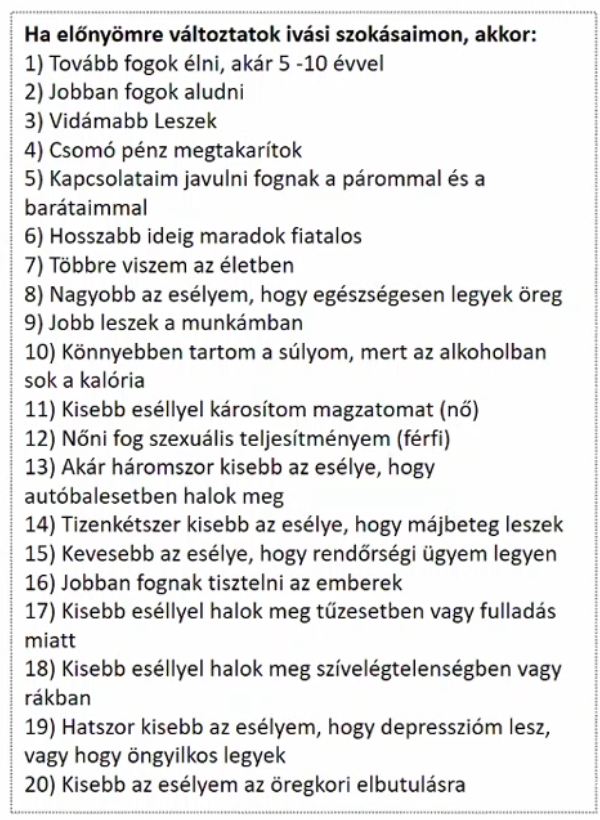 Ha előnyömre változtatok ivási szokásaimon, akkor:
1) Tovább fogok élni, akár 5 -10 évvel
2) Jobban fogok aludni
3) Vidámabb Leszek
4) Csomó pénz megtakarítok
5) Kapcsolataim javulni fognak a párommal és a
barátaimmal
6) Hosszabb ideig maradok fiatalos
7) Többre viszem az életben
8) Nagyobb az esélyem, hogy egészségesen legyek öreg
9) Jobb leszek a munkámban
10) Könnyebben tartom a súlyom, mert az alkoholban
sok a kalória
11) Kisebb eséllyel károsítom magzatomat (nő)
12) Nőni fog szexuális teljesítményem (férfi)
13) Akár háromszor kisebb az esélye, hogy
autóbalesetben halok meg
14) Tizenkétszer kisebb az esélye, hogy májbeteg leszek
15) Kevesebb az esélye, hogy rendőrségi ügyem legyen
16) Jobban fognak tisztelni az emberek
17) Kisebb eséllyel halok meg tűzesetben vagy fulladás
miatt
18) Kisebb eséllyel halok meg szívelégtelenségben vagy
rákban
19) Hatszor kisebb az esélyem, hogy depresszióm lesz,
vagy hogy öngyilkos legyek
20) Kisebb az esélyem az öregkori elbutulásra